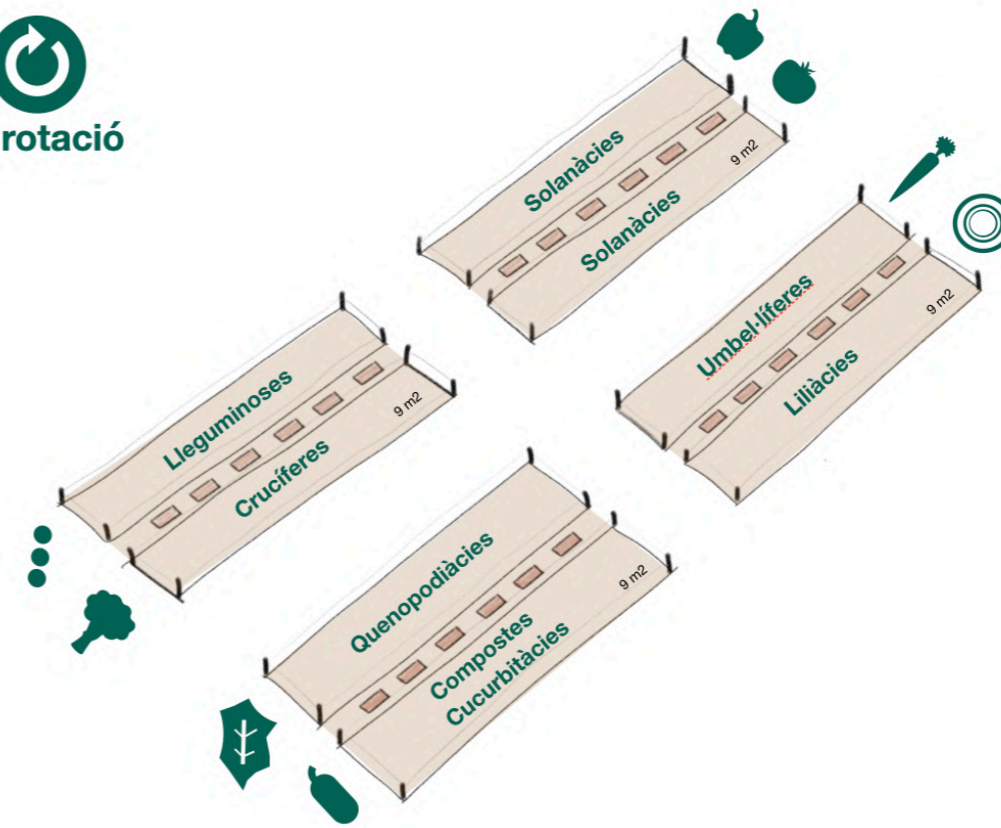 rotació
Solanàcies
Solanàcies
9 m2
Umbel·líferes
Liliàcies
9 m2
Lleguminoses
Crucíferes
9 m2
Quenopodiàcies
Compostes
Cucurbitàcies
9 m2